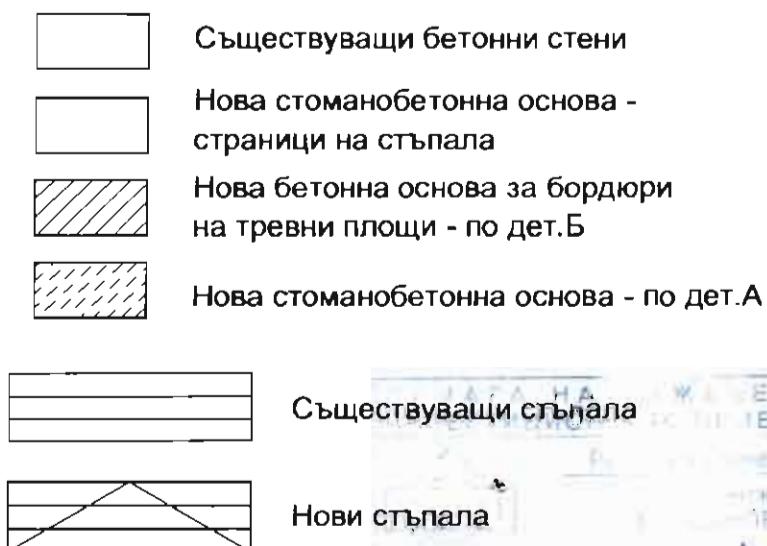 Съществуващи бетонни стени
Нова стоманобетонна основа -
страници на стъпала
Нова бетонна основа за бордюри
на тревни площи - по дет.Б
Нова стоманобетонна основа - по дет.А
Съществуващи стъпала
Нови стъпала